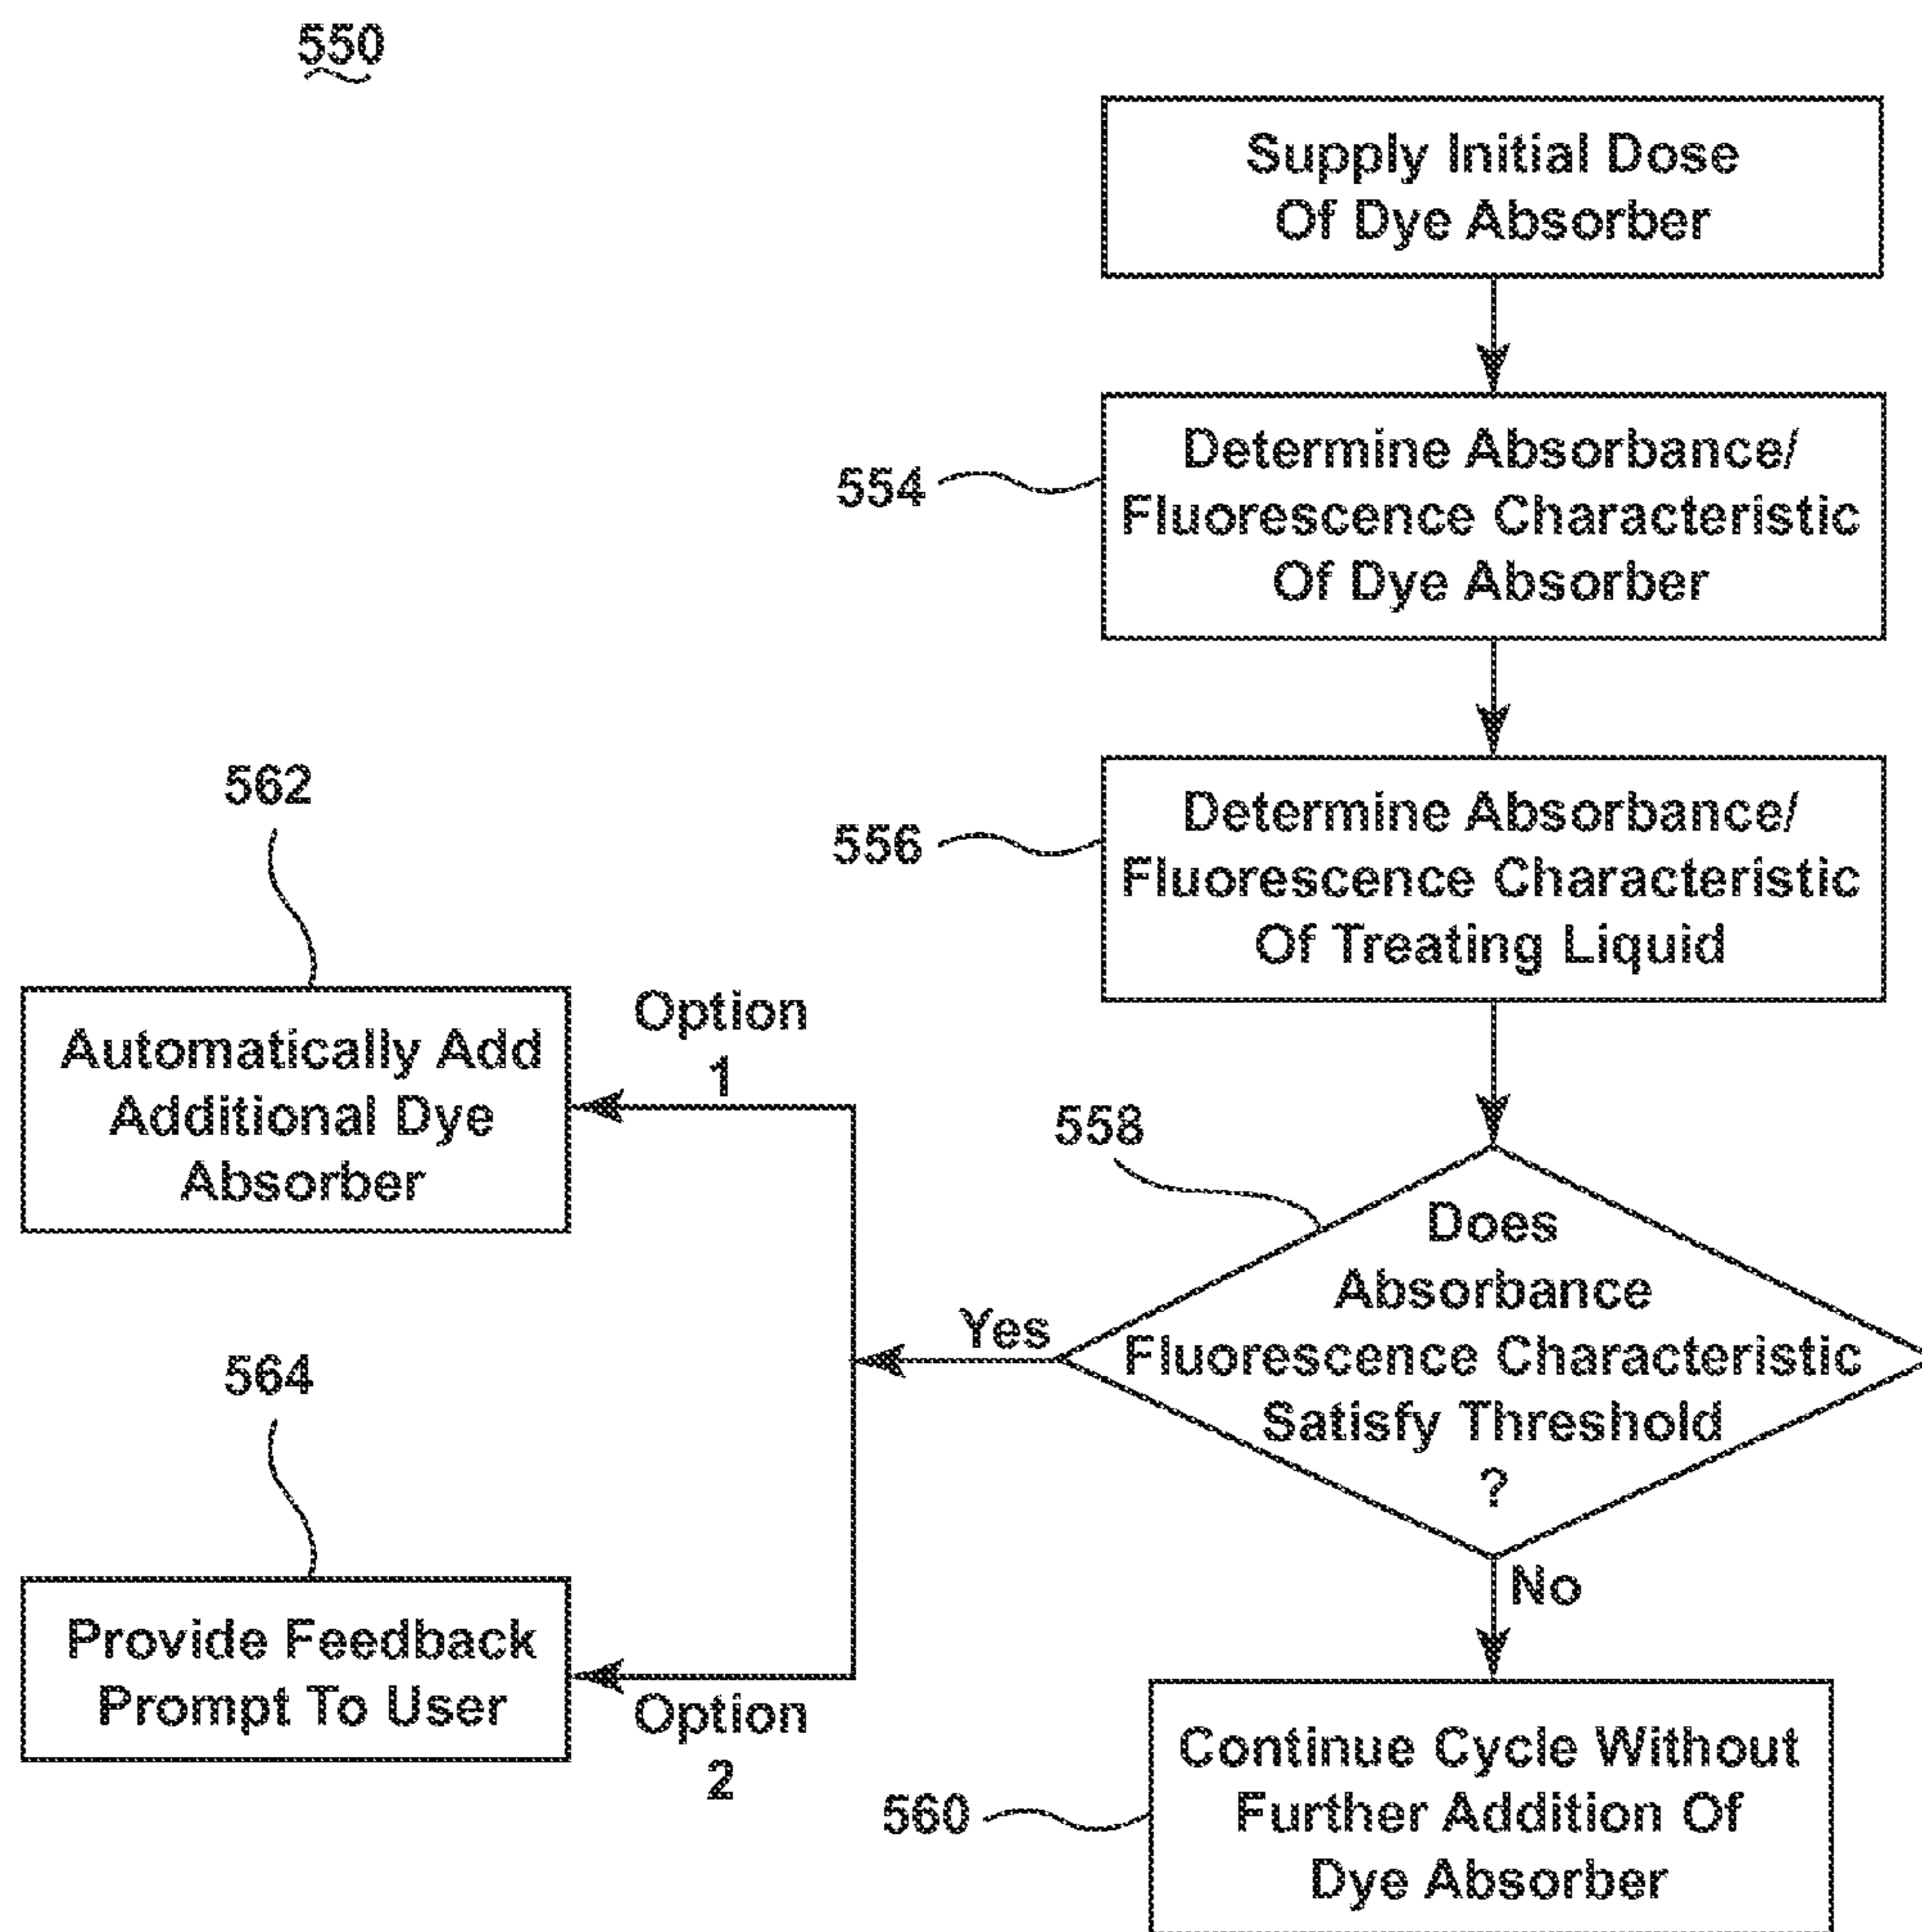 550
Supply Initial Dose
Of Dye Absorber
554
Determine Absorbance/
Fluorescence Characteristic
Of Dye Absorber
556
Determine Absorbance/
Fluorescence Characteristic
Of Treating Liquid
558
Does
Absorbance
Fluorescence Characteristic
Satisfy Threshold
?
Yes
No
562
Automatically Add
Additional Dye
Absorber
Option
1
564
Provide Feedback
Prompt To User
Option
2
560
Continue Cycle Without
Further Addition Of
Dye Absorber